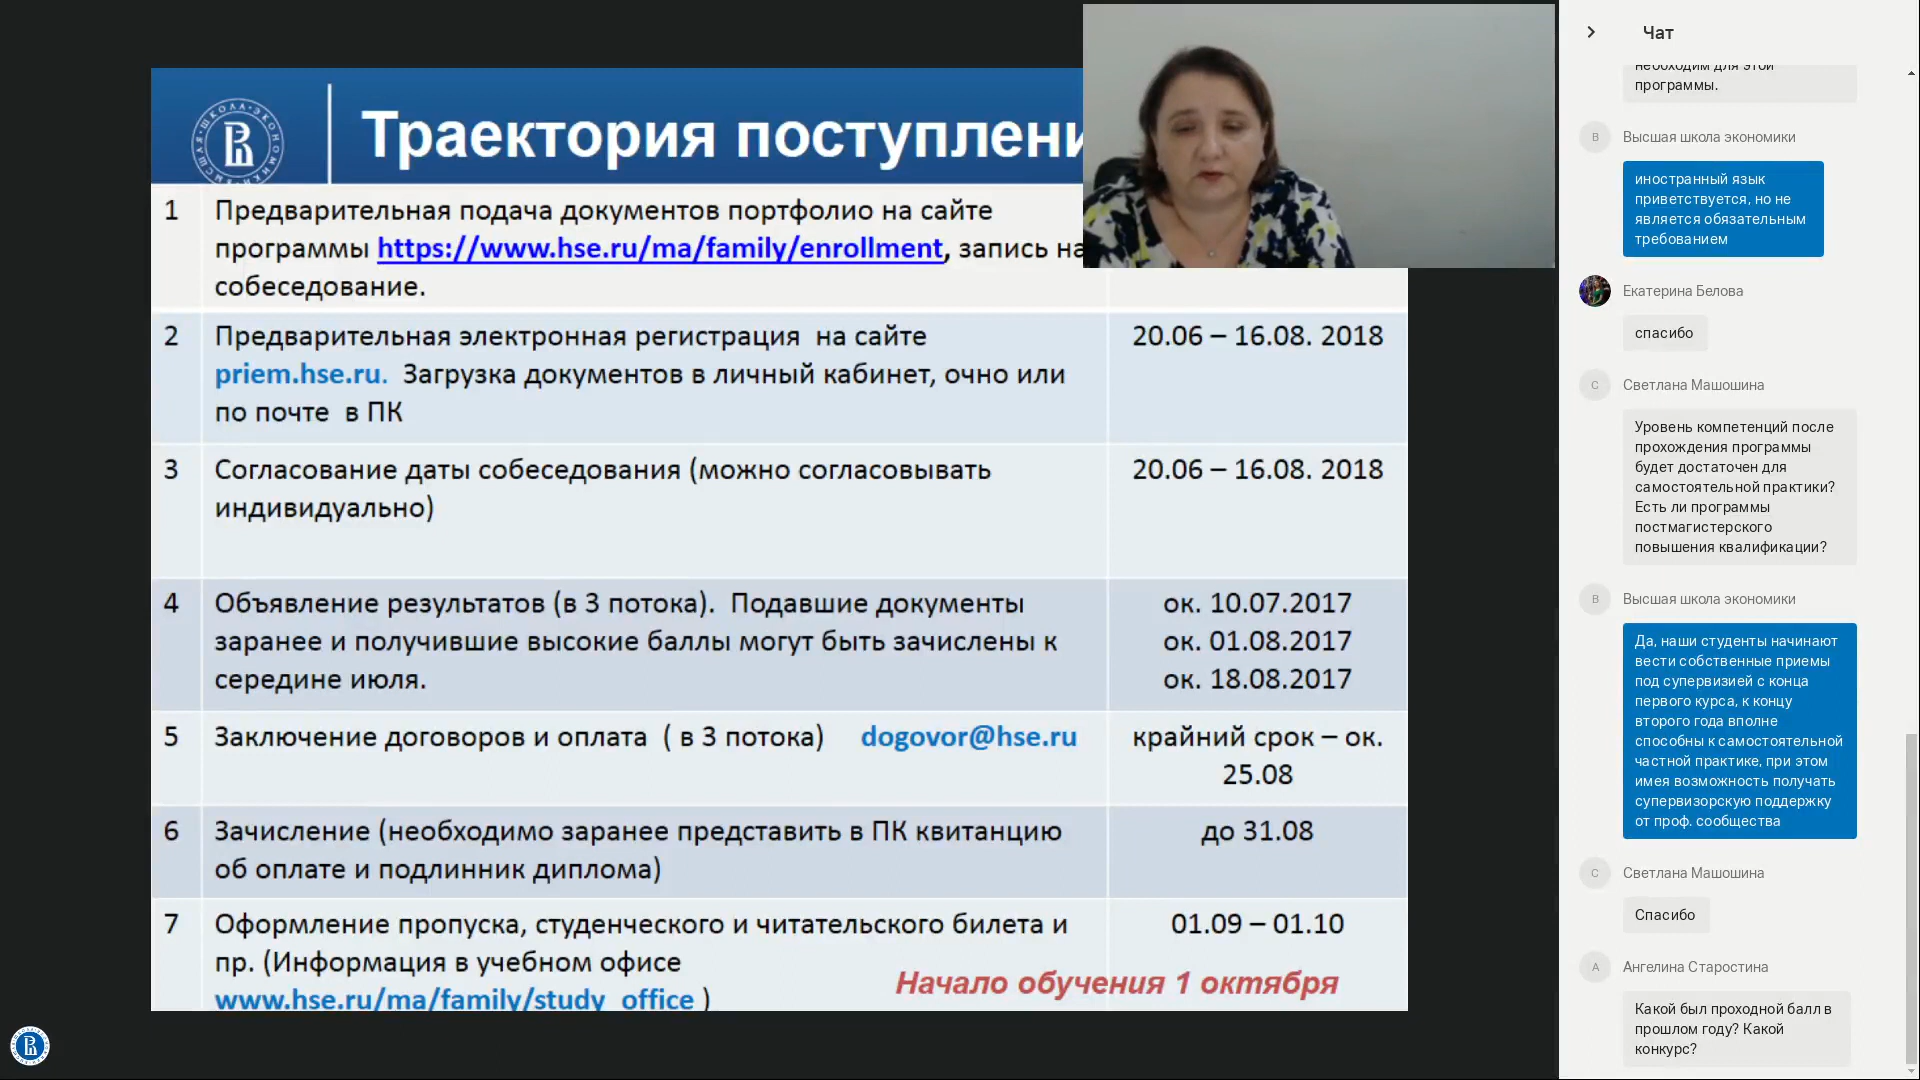 Траектория поступлени
1
Предварительная подача документов портфолио на сайте
программы https://www.hse.ru/ma/family/enrollment, запись на
собеседование.
2
Предварительная электронная регистрация на сайте
priem.hse.ru. Загрузка документов в личный кабинет, очно или
по почте в ПК
20.06 – 16.08. 2018
3
Согласование даты собеседования (можно согласовывать
индивидуально)
20.06 – 16.08. 2018
4
Объявление результатов (в 3 потока). Подавшие документы
заранее и получившие высокие баллы могут быть зачислены к
середине июля.
ок. 10.07.2017
ок. 01.08.2017
ок. 18.08.2017
5
Заключение договоров и оплата ( в 3 потока) dogovor@hse.ru
крайний срок – ок.
25.08
6
Зачисление (необходимо заранее представить в ПК квитанцию
об оплате и подлинник диплома)
до 31.08
7
Оформление пропуска, студенческого и читательского билета и
пр. (Информация в учебном офисе
www.hse.ru/ma/family/study_office )
01.09 – 01.10
Начало обучения 1 октября
Чат
необходим для этой
программы.
В
Высшая школа экономики
иностранный язык
приветствуется, но не
является обязательным
требованием
Екатерина Белова
спасибо
С
Светлана Машошина
Уровень компетенций после
прохождения программы
будет достаточен для
самостоятельной практики?
Есть ли программы
постмагистерского
повышения квалификации?
В
Высшая школа экономики
Да, наши студенты начинают
вести собственные приемы
под супервизией с конца
первого курса, к концу
второго года вполне
способны к самостоятельной
частной практике, при этом
имея возможность получать
супервизорскую поддержку
от проф. сообщества
С
Светлана Машошина
Спасибо
А
Ангелина Старостина
Какой был проходной балл в
прошлом году? Какой
конкурс?